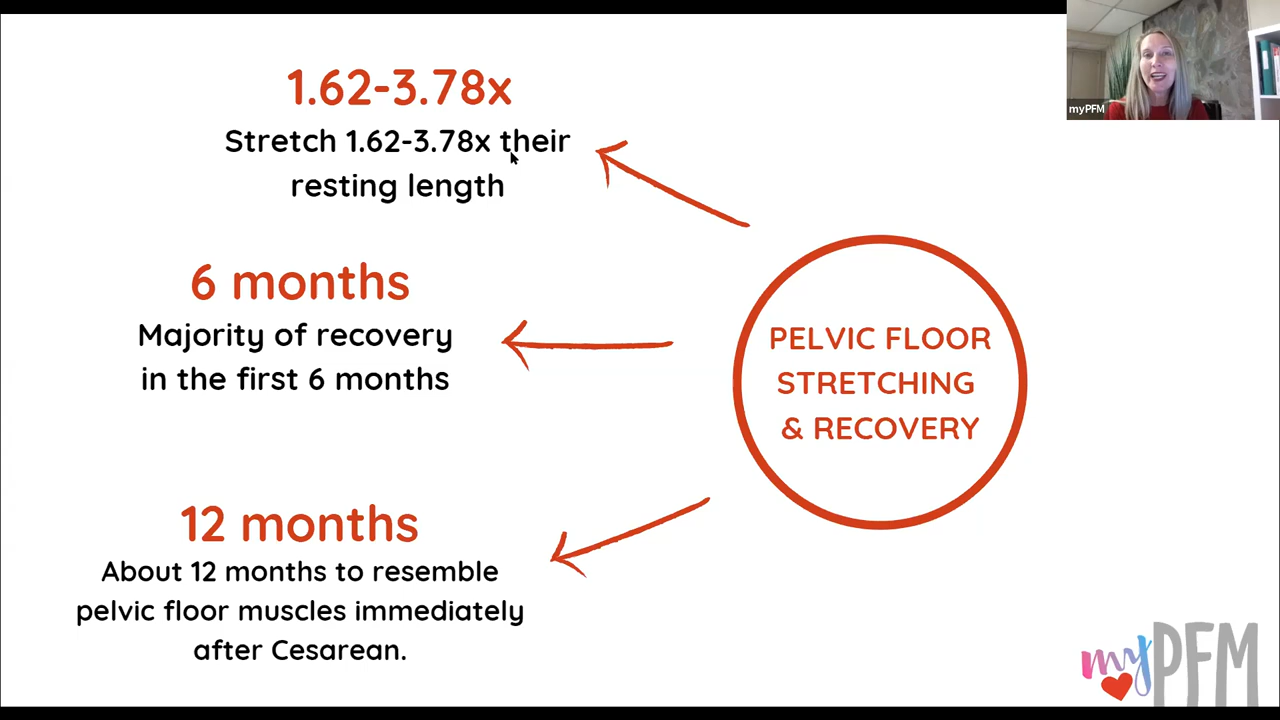 1.62-3.78x
Stretch 1.62-3.78x their
resting length
6 months
Majority of recovery
in the first 6 months
12 months
About 12 months to resemble
pelvic floor muscles immediately
after Cesarean.
PELVIC FLOOR
STRETCHING
& RECOVERY
myPFM
myPFM